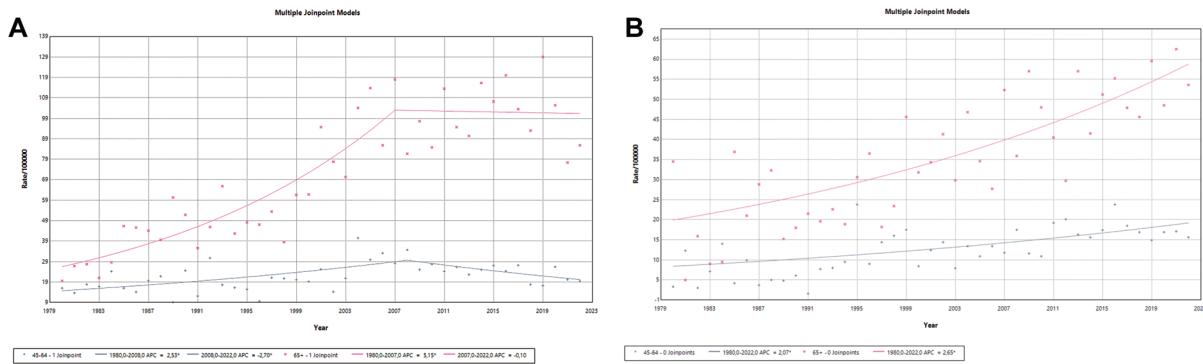 A
Multiple Joinpoint Models
139
129
119
109
99
89
79
69
59
49
39
29
19
9
Rate/100000
1979 1983 1987 1991 1995 1999 2003 2007 2011 2015 2019 2023
Year
45-64 - 1 Joinpoint 1980,0-2008,0 APC = 2,53* 2008,0-2022,0 APC = -2,70* 65+ - 1 Joinpoint 1980,0-2007,0 APC = 5,15* 2007,0-2022,0 APC = -0,10
B
Multiple Joinpoint Models
65
60
55
50
45
40
35
30
25
20
15
10
5
-1
Rate/100000
1979 1983 1987 1991 1995 1999 2003 2007 2011 2015 2019 202
Year
45-64 - 0 Joinpoints 1980,0-2022,0 APC = 2,07* 65+ - 0 Joinpoints 1980,0-2022,0 APC = 2,65*